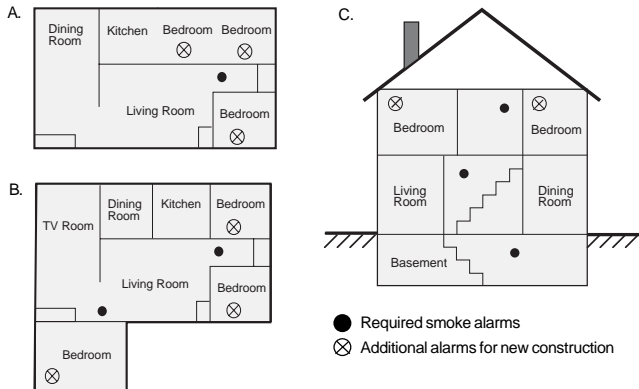 A.
Dining
Room
Kitchen
Bedroom
Bedroom
Living Room
Bedroom
B.
TV Room
Dining
Room
Kitchen
Bedroom
Living Room
Bedroom
Bedroom
C.
Bedroom
Bedroom
Living
Room
Dining
Room
Basement
Required smoke alarms
Additional alarms for new construction